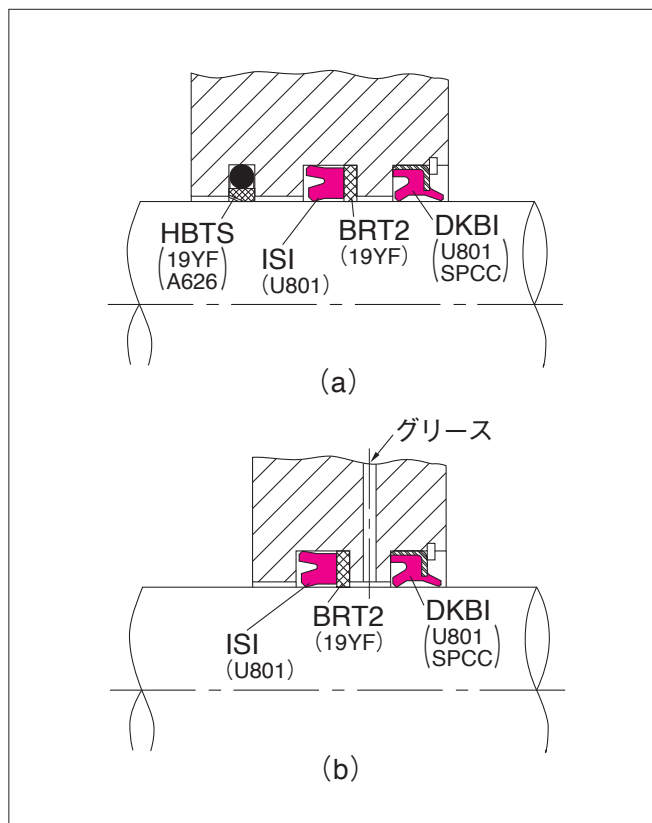 HBTS
(19YF
A626)
ISI
(U801)
BRT2
(19YF)
DKBI
(U801
SPCC)
(a)
グリース
ISI
(U801)
BRT2
(19YF)
DKBI
(U801
SPCC)
(b)